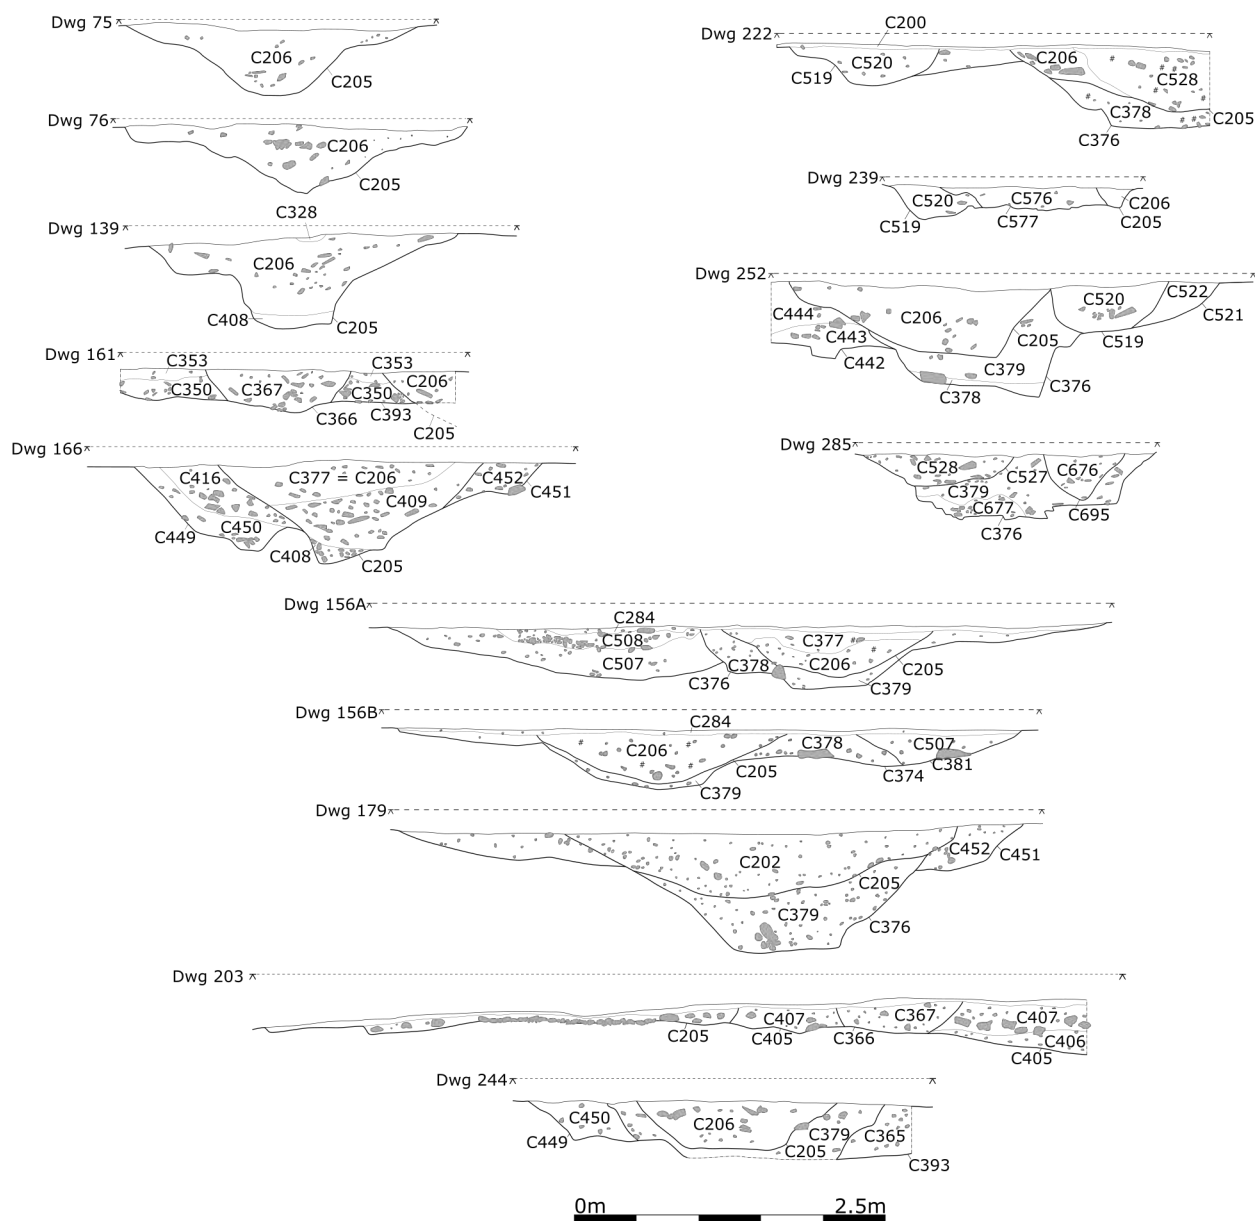 Dwg 75
C206
C205
Dwg 76
C206
C205
C328
Dwg 139
C206
C408
C205
Dwg 161
C353
C353
C350
C367
C350
C206
C366
C393
C205
Dwg 166
C416
C377 = C206
C452
C409
C451
C450
C449
C408
C205
C200
Dwg 222
C520
C206
C519
C528
C378
C205
C376
Dwg 239
C520
C576
C206
C519
C577
C205
Dwg 252
C444
C206
C520
C522
C521
C443
C205
C519
C442
C379
C378
C376
Dwg 285
C528
C527
C676
C379
C677
C376
C695
Dwg 156A
C284
C508
C377
C507
C378
C206
C205
C376
C379
Dwg 156B
C284
C206
C378
C507
C205
C374
C381
C379
Dwg 179
C202
C452
C451
C205
C379
C376
Dwg 203
C205
C407
C405
C366
C367
C407
C406
C405
Dwg 244
C450
C206
C379
C365
C449
C205
C393
0m 2.5m